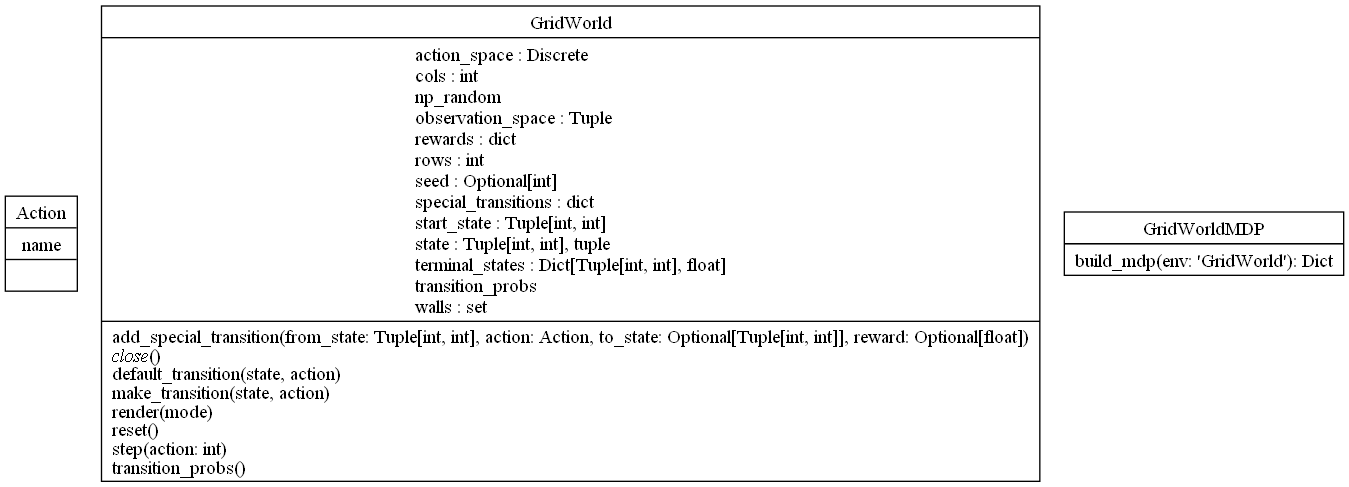 Action
name
GridWorld
action_space : Discrete
cols : int
np_random
observation_space : Tuple
rewards : dict
rows : int
seed : Optional[int]
special_transitions : dict
start_state : Tuple[int, int]
state : Tuple[int, int], tuple
terminal_states : Dict[Tuple[int, int], float]
transition_probs
walls : set
add_special_transition(from_state: Tuple[int, int], action: Action, to_state: Optional[Tuple[int, int]], reward: Optional[float])
close()
default_transition(state, action)
make_transition(state, action)
render(mode)
reset()
step(action: int)
transition_probs()
GridWorldMDP
build_mdp(env: 'GridWorld'): Dict